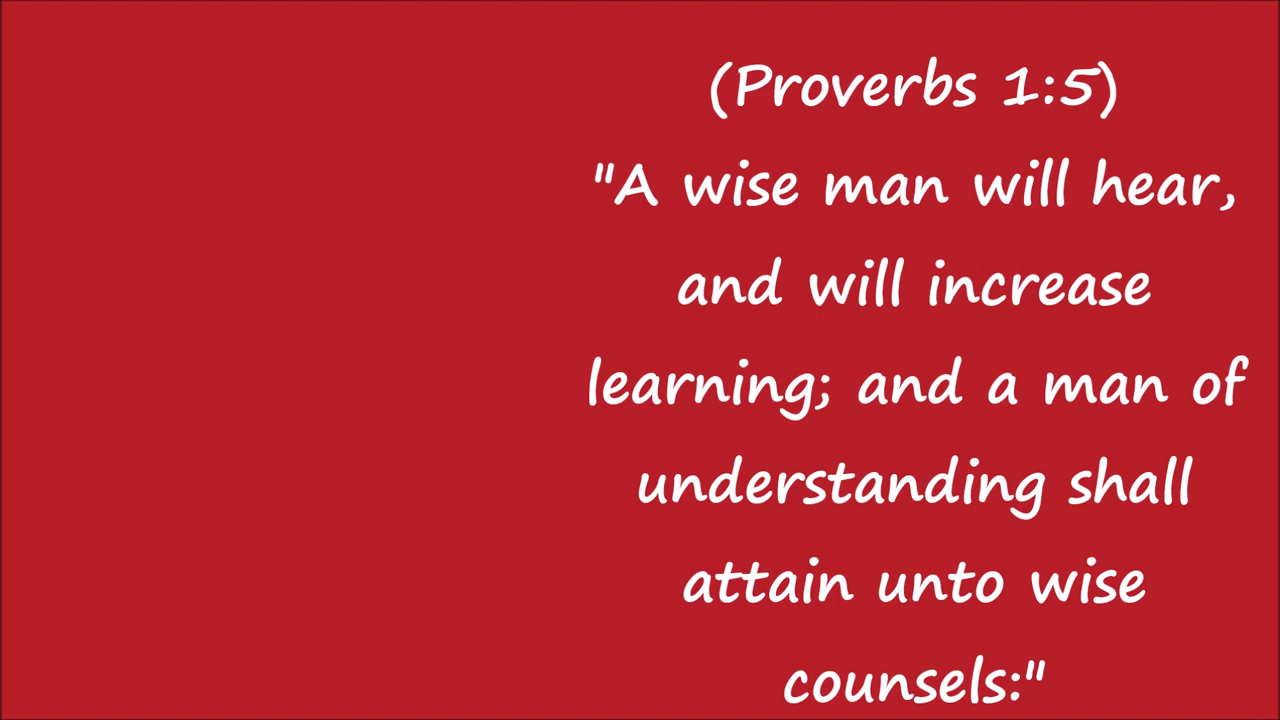 (Proverbs 1:5)
"A wise man will hear,
and will increase
learning; and a man of
understanding shall
attain unto wise
counsels:"